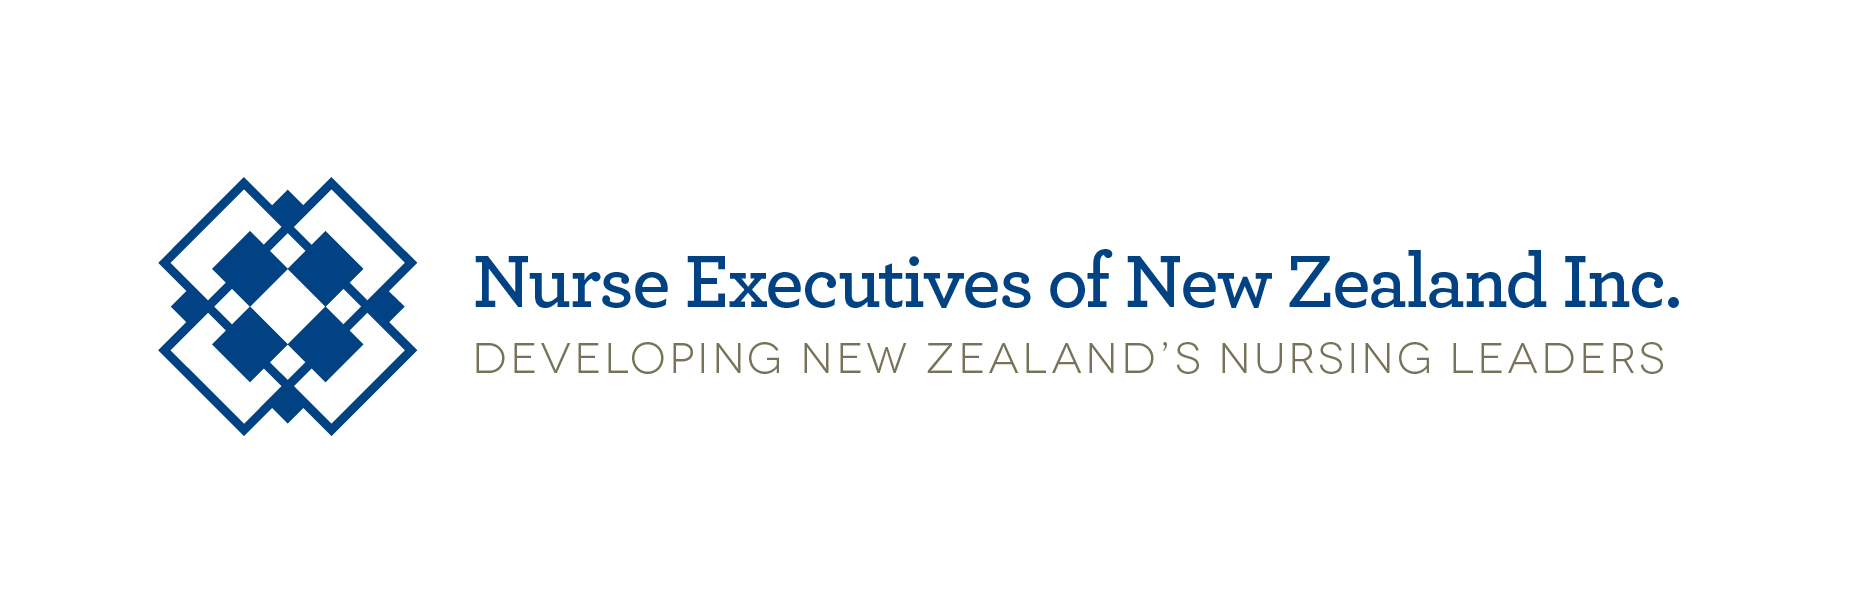 Nurse Executives of New Zealand Inc.
DEVELOPING NEW ZEALAND’S NURSING LEADERS